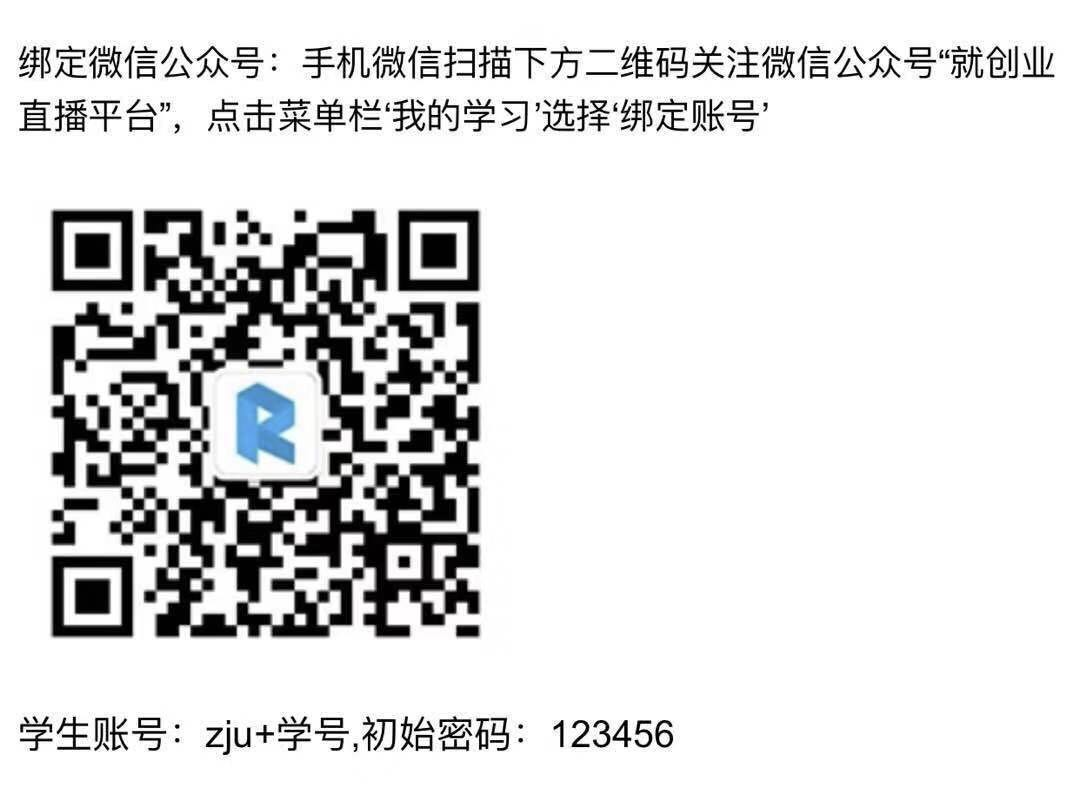 绑定微信公众号：手机微信扫描下方二维码关注微信公众号“就创业
直播平台”，点击菜单栏‘我的学习’选择‘绑定账号’
学生账号：zju+学号,初始密码：123456